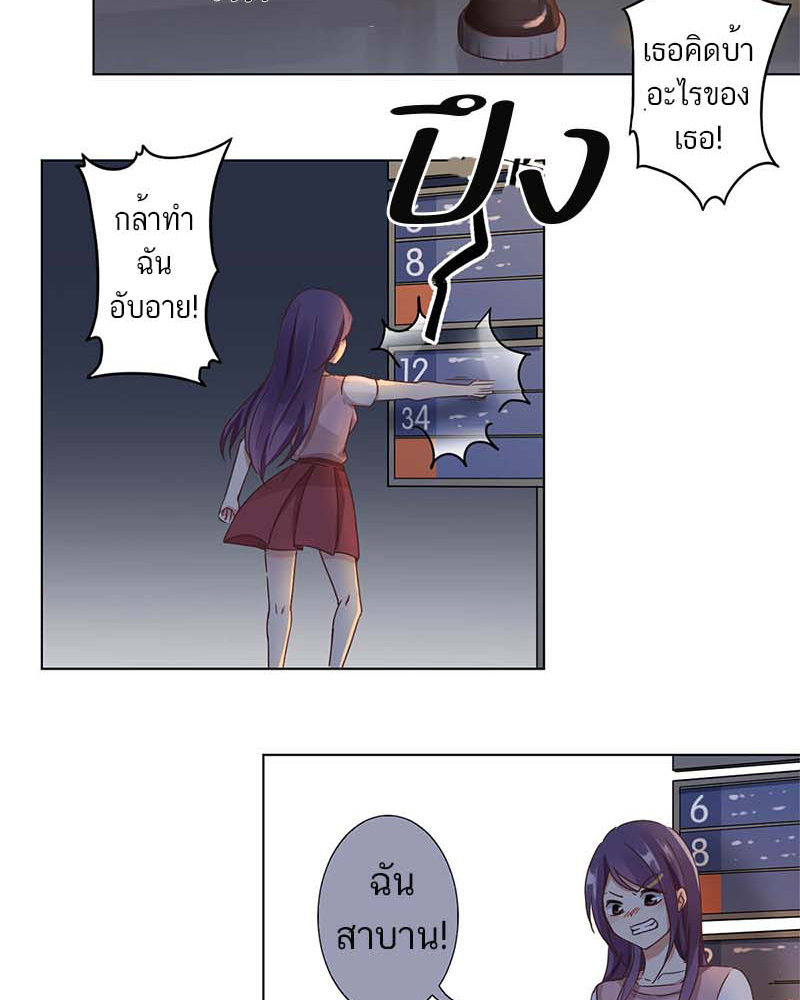 เธอคิดบ้า
อะไรของ
เธอ!
ปึง
กล้าทำ
ฉัน
อับอาย!
8
12
34
6
8
ฉัน
สาบาน!